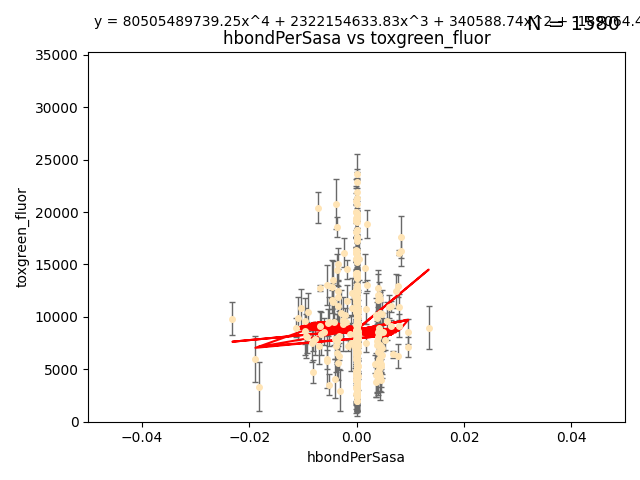 y = 80505489739.25x^4 + 2322154633.83x^3 + 340588.74x^2 +
N = 1580
hbondPerSasa vs toxgreen_fluor
35000
30000
25000
20000
15000
10000
5000
0
toxgreen_fluor
−0.04 −0.02 0.00 0.02 0.04
hbondPerSasa